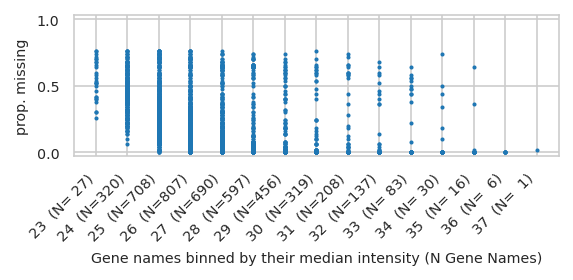 prop. missing
1.0
0.5
0.0
23 (N= 27)
24 (N=320)
25 (N=708)
26 (N=807)
27 (N=690)
28 (N=597)
29 (N=456)
30 (N=319)
31 (N=208)
32 (N=137)
33 (N= 83)
34 (N= 30)
35 (N= 16)
36 (N= 6)
37 (N= 1)
Gene names binned by their median intensity (N Gene Names)